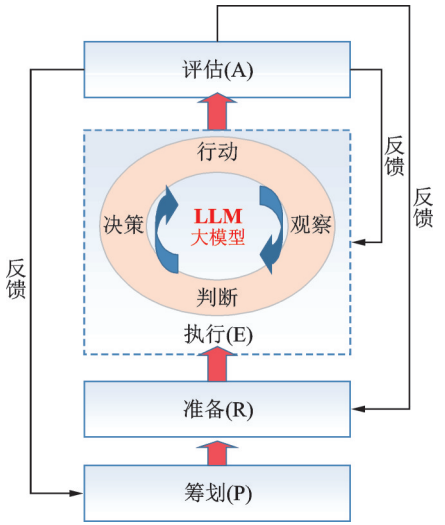 评估(A)
反馈
反馈
行动
决策
LLM
大模型
观察
判断
反馈
执行(E)
准备(R)
筹划(P)